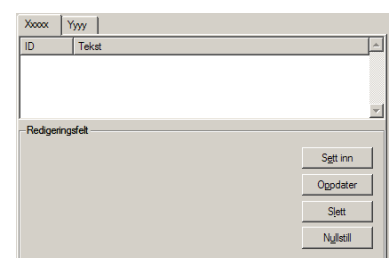 Xxxxx Yyyy
ID Tekst
Redigeringsfelt
Sett inn
Oppdater
Slett
Nullstill